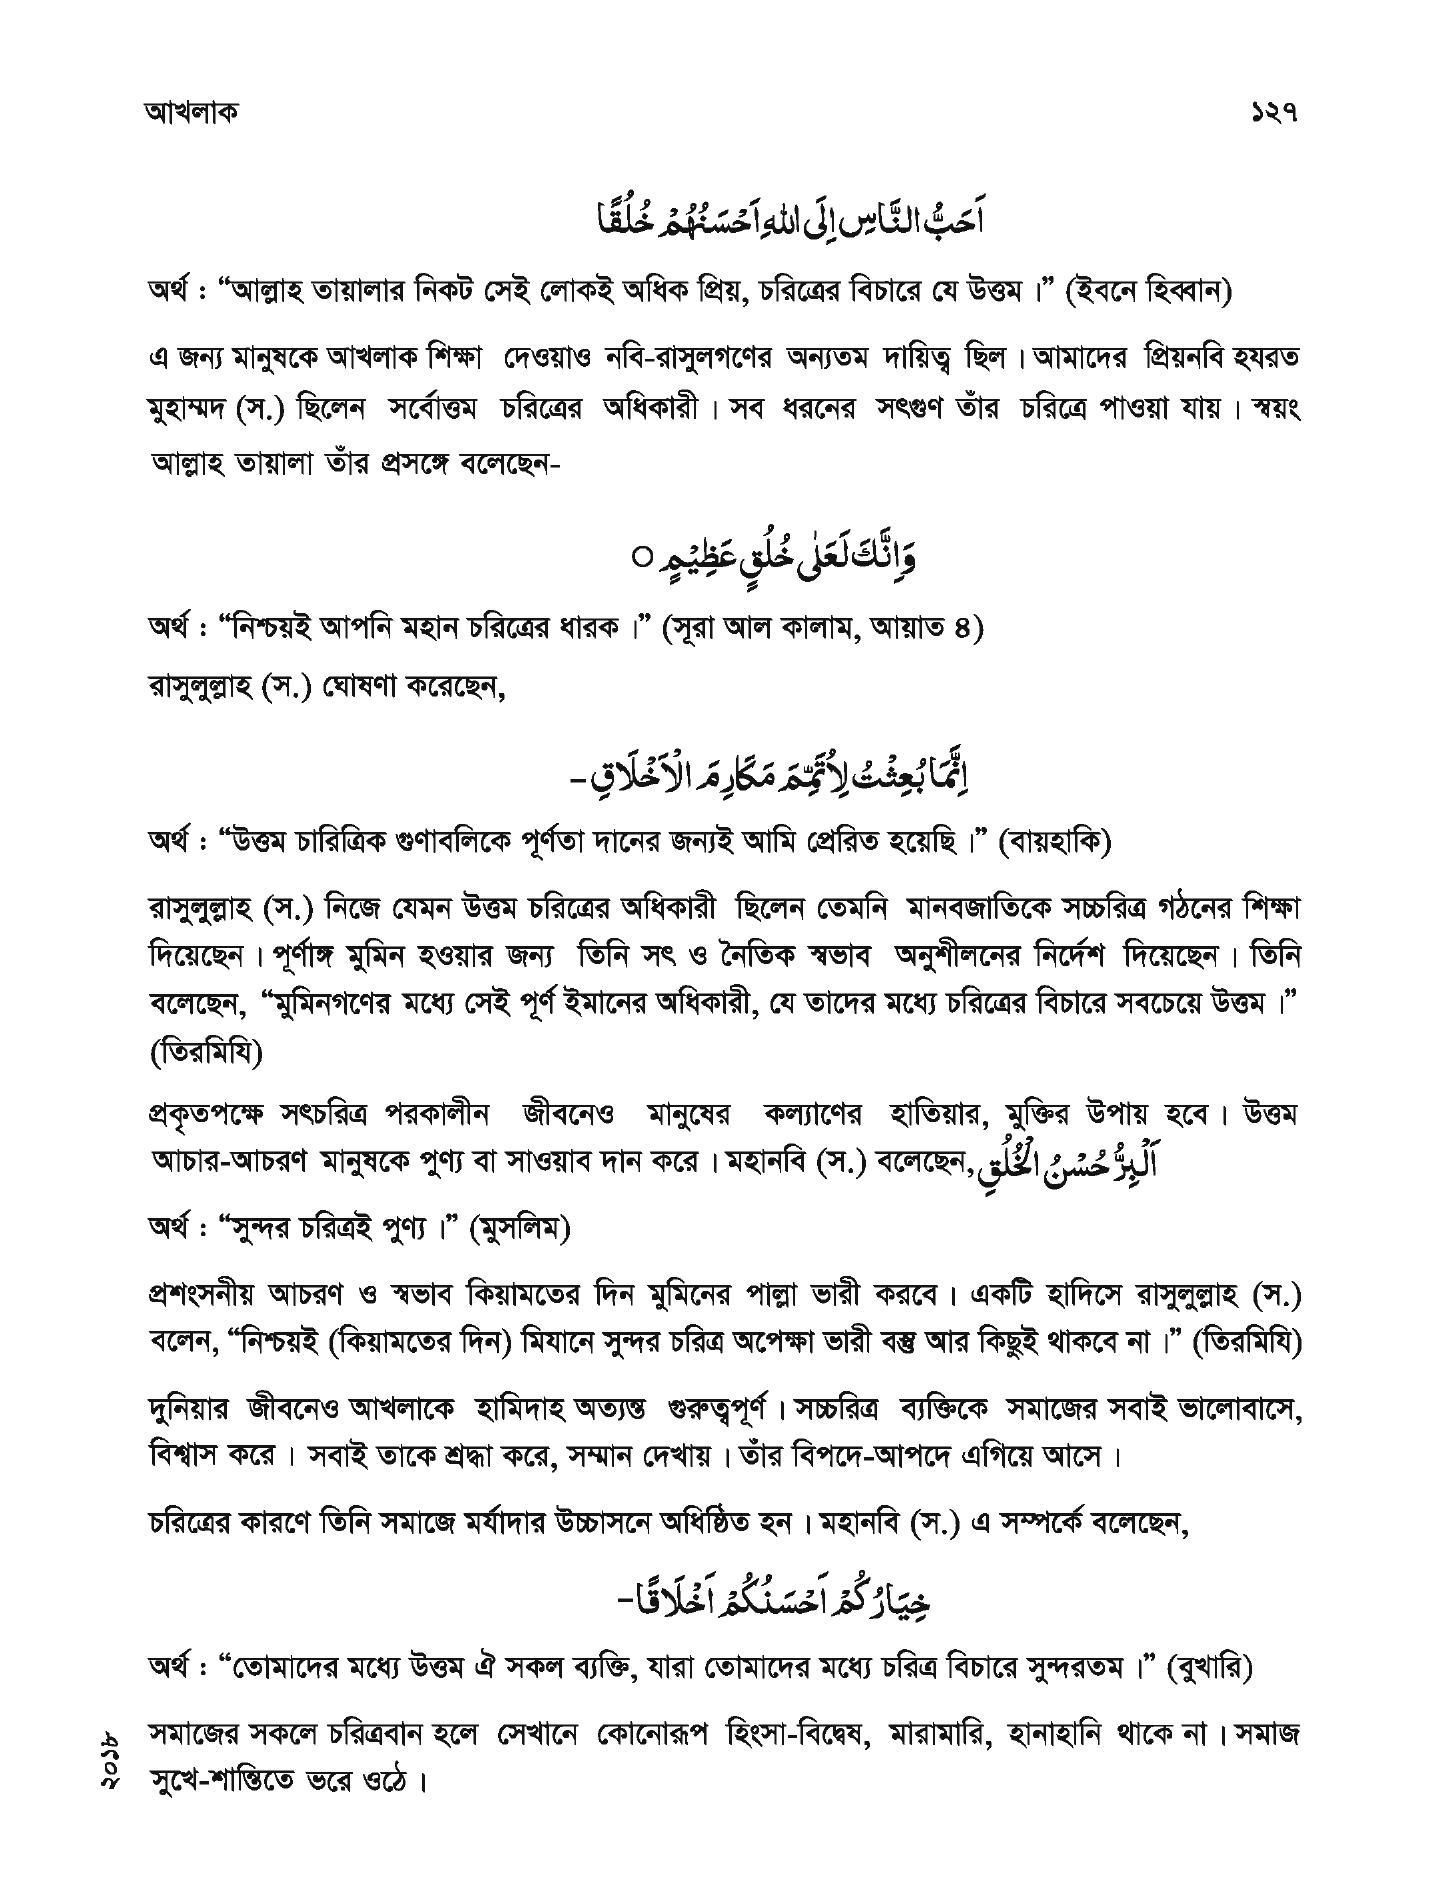 আখলাক ১২৭
اَحَبُّ النَّاسِ اِلَى اللهِ اَحْسَنُهُمْ خُلُقًا
অর্থ : “আল্লাহ তায়ালার নিকট সেই লোকই অধিক প্রিয়, চরিত্রের বিচারে যে উত্তম।” (ইবনে হিব্বান)
এ জন্য মানুষকে আখলাক শিক্ষা দেওয়াও নবি-রাসুলগণের অন্যতম দায়িত্ব ছিল। আমাদের প্রিয়নবি হযরত
মুহাম্মদ (স.) ছিলেন সর্বোত্তম চরিত্রের অধিকারী। সব ধরনের সৎগুণ তাঁর চরিত্রে পাওয়া যায়। স্বয়ং
আল্লাহ তায়ালা তাঁর প্রসঙ্গে বলেছেন-
وَاِنَّكَ لَعَلٰى خُلُقٍ عَظِيْمٍ ○
অর্থ : “নিশ্চয়ই আপনি মহান চরিত্রের ধারক।” (সূরা আল কালাম, আয়াত ৪)
রাসুলুল্লাহ (স.) ঘোষণা করেছেন,
اِنَّمَا بُعِثْتُ لِاُتَمِّمَ مَكَارِمَ الْاَخْلَاقِ -
অর্থ : “উত্তম চারিত্রিক গুণাবলিকে পূর্ণতা দানের জন্যই আমি প্রেরিত হয়েছি।” (বায়হাকি)
রাসুলুল্লাহ (স.) নিজে যেমন উত্তম চরিত্রের অধিকারী ছিলেন তেমনি মানবজাতিকে সচ্চরিত্র গঠনের শিক্ষা
দিয়েছেন। পূর্ণাঙ্গ মুমিন হওয়ার জন্য তিনি সৎ ও নৈতিক স্বভাব অনুশীলনের নির্দেশ দিয়েছেন। তিনি
বলেছেন, “মুমিনগণের মধ্যে সেই পূর্ণ ইমানের অধিকারী, যে তাদের মধ্যে চরিত্রের বিচারে সবচেয়ে উত্তম।”
(তিরমিযি)
প্রকৃতপক্ষে সৎচরিত্র পরকালীন জীবনেও মানুষের কল্যাণের হাতিয়ার, মুক্তির উপায় হবে। উত্তম
আচার-আচরণ মানুষকে পুণ্য বা সাওয়াব দান করে। মহানবি (স.) বলেছেন, اَلْبِرُّ حُسْنُ الْخُلُقِ
অর্থ : “সুন্দর চরিত্রই পুণ্য।” (মুসলিম)
প্রশংসনীয় আচরণ ও স্বভাব কিয়ামতের দিন মুমিনের পাল্লা ভারী করবে। একটি হাদিসে রাসুলুল্লাহ (স.)
বলেন, “নিশ্চয়ই (কিয়ামতের দিন) মিযানে সুন্দর চরিত্র অপেক্ষা ভারী বস্তু আর কিছুই থাকবে না।” (তিরমিযি)
দুনিয়ার জীবনেও আখলাকে হামিদাহ অত্যন্ত গুরুত্বপূর্ণ। সচ্চরিত্র ব্যক্তিকে সমাজের সবাই ভালোবাসে,
বিশ্বাস করে। সবাই তাকে শ্রদ্ধা করে, সম্মান দেখায়। তাঁর বিপদে-আপদে এগিয়ে আসে।
চরিত্রের কারণে তিনি সমাজে মর্যাদার উচ্চাসনে অধিষ্ঠিত হন। মহানবি (স.) এ সম্পর্কে বলেছেন,
خِيَارُكُمْ اَحْسَنُكُمْ اَخْلَاقًا-
অর্থ : “তোমাদের মধ্যে উত্তম ঐ সকল ব্যক্তি, যারা তোমাদের মধ্যে চরিত্র বিচারে সুন্দরতম।” (বুখারি)
সমাজের সকলে চরিত্রবান হলে সেখানে কোনোরূপ হিংসা-বিদ্বেষ, মারামারি, হানাহানি থাকে না। সমাজ
সুখে-শান্তিতে ভরে ওঠে।
২০১৮